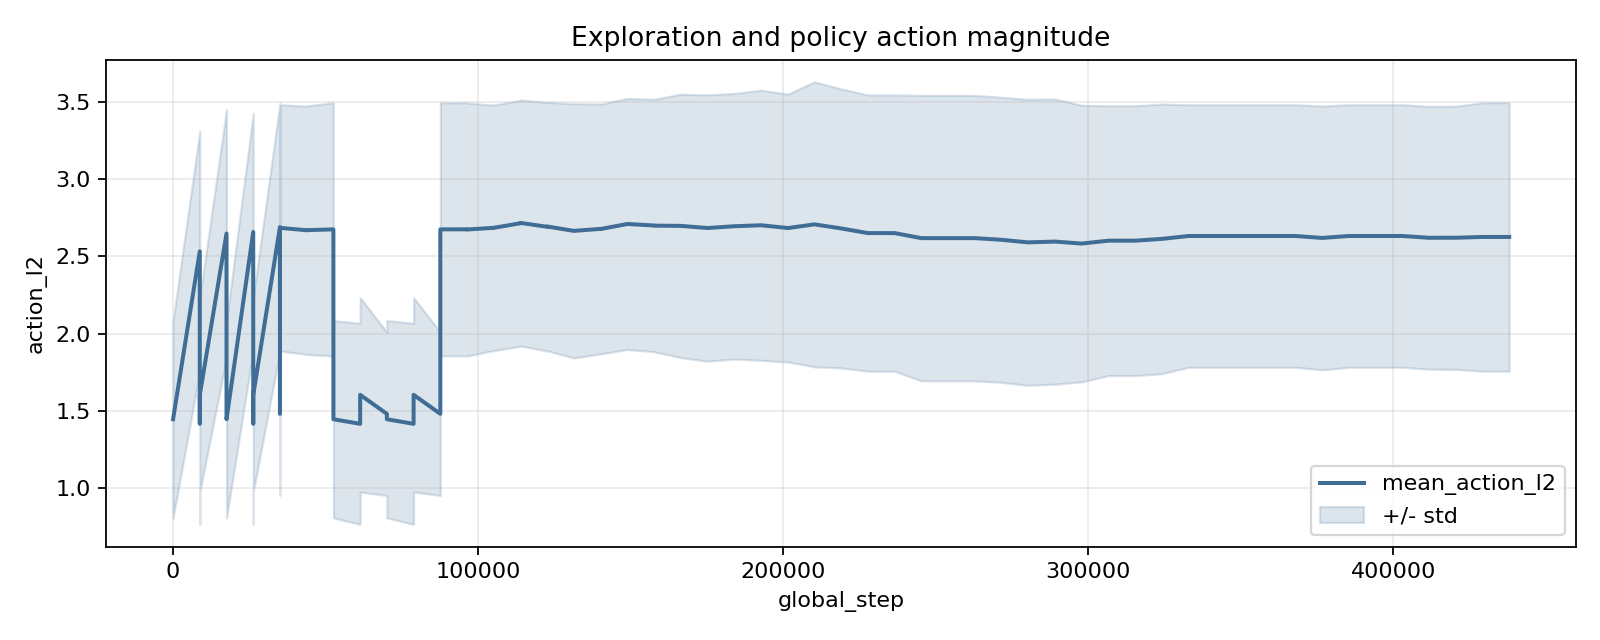 Exploration and policy action magnitude
action_l2
3.5
3.0
2.5
2.0
1.5
1.0
mean_action_l2
+/- std
0
100000
200000
300000
400000
global_step